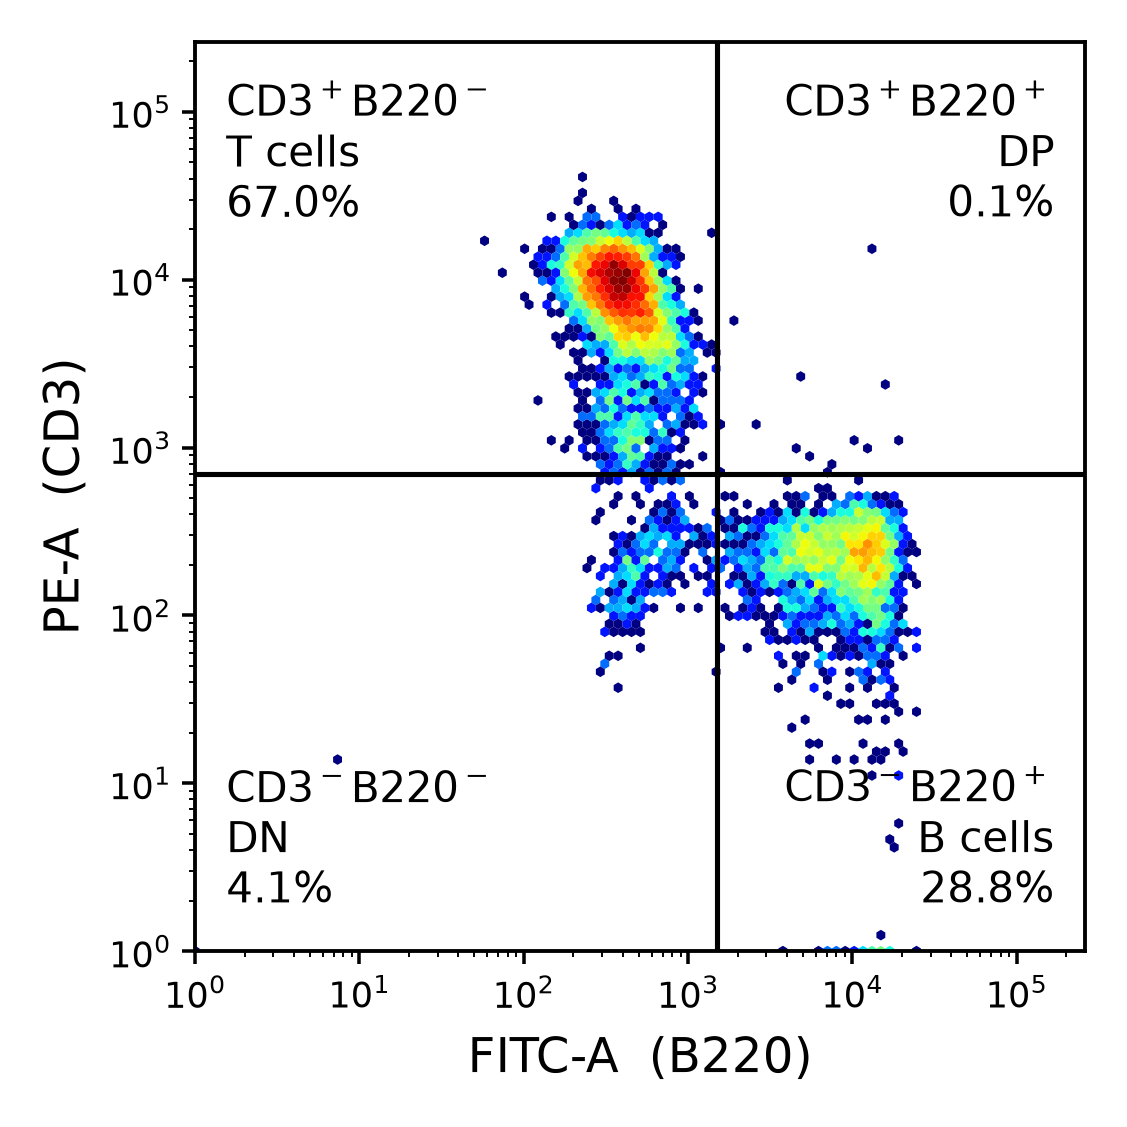 CD3⁺B220⁻
T cells
67.0%
CD3⁺B220⁺
DP
0.1%
CD3⁻B220⁻
DN
4.1%
CD3⁻B220⁺
B cells
28.8%
10⁵
10⁴
10³
10²
10¹
10⁰
PE-A (CD3)
10⁰ 10¹ 10² 10³ 10⁴ 10⁵
FITC-A (B220)